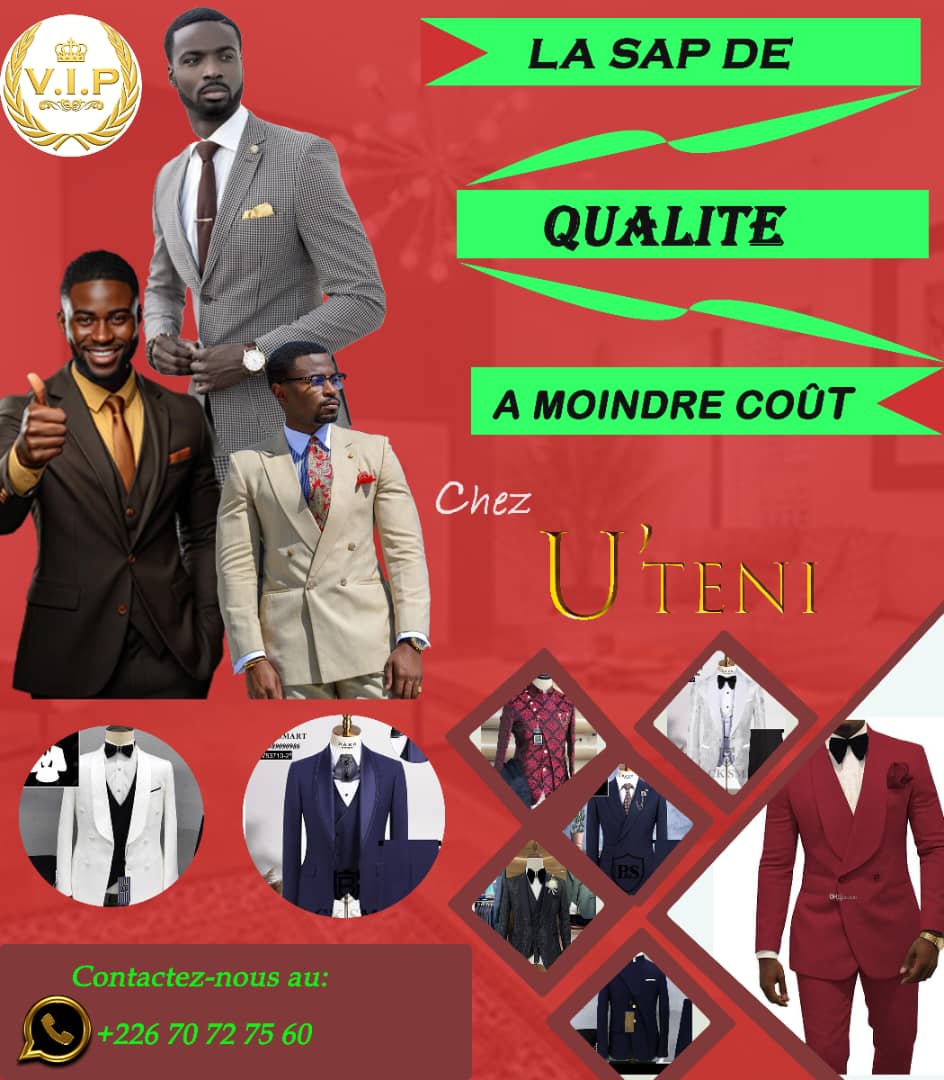 V.I.P
LA SAP DE
QUALITE
A MOINDRE COÛT
Chez
U'TENI
Contactez-nous au:
+226 70 72 75 60